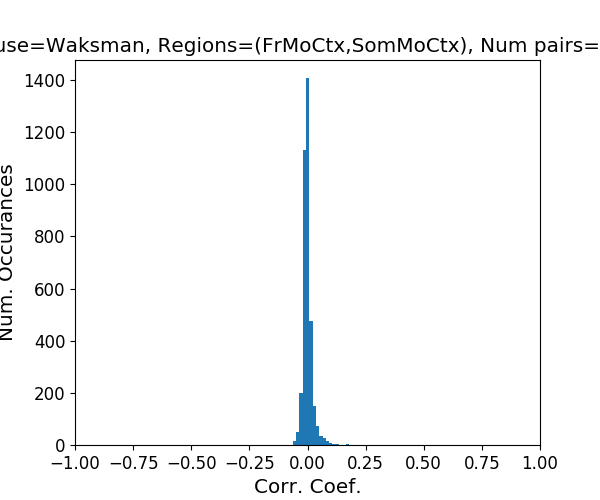 use=Waksman, Regions=(FrMoCtx,SomMoCtx), Num pairs=
1400
1200
1000
800
600
400
200
0
Num. Occurances
−1.00 −0.75 −0.50 −0.25 0.00 0.25 0.50 0.75 1.00
Corr. Coef.